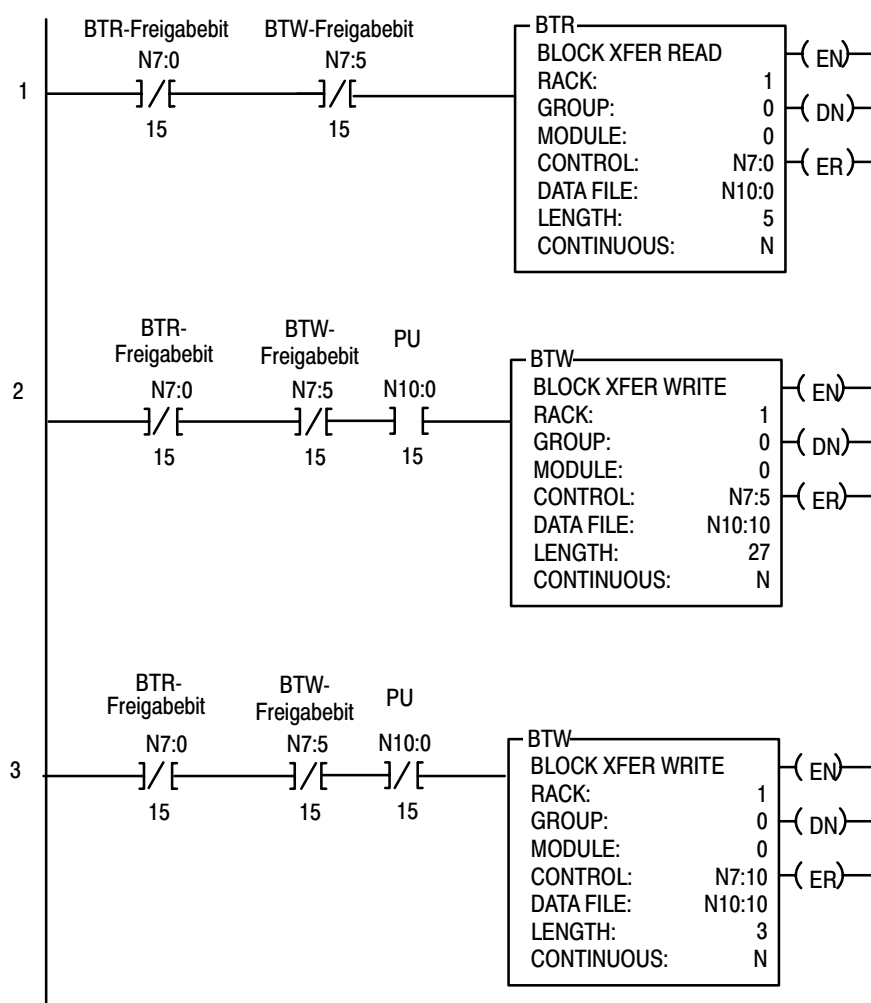 BTR-Freigabebit BTW-Freigabebit
N7:0 N7:5
1
] / [ ] / [
15 15
BTR
BLOCK XFER READ
RACK: 1
GROUP: 0
MODULE: 0
CONTROL: N7:0
DATA FILE: N10:0
LENGTH: 5
CONTINUOUS: N
EN
DN
ER
BTR-
Freigabebit
BTW-
Freigabebit
PU
2
N7:0 N7:5 N10:0
] / [ ] / [ ] [
15 15 15
BTW
BLOCK XFER WRITE
RACK: 1
GROUP: 0
MODULE: 0
CONTROL: N7:5
DATA FILE: N10:10
LENGTH: 27
CONTINUOUS: N
EN
DN
ER
BTR-
Freigabebit
BTW-
Freigabebit
PU
3
N7:0 N7:5 N10:0
] / [ ] / [ ] / [
15 15 15
BTW
BLOCK XFER WRITE
RACK: 1
GROUP: 0
MODULE: 0
CONTROL: N7:10
DATA FILE: N10:10
LENGTH: 3
CONTINUOUS: N
EN
DN
ER